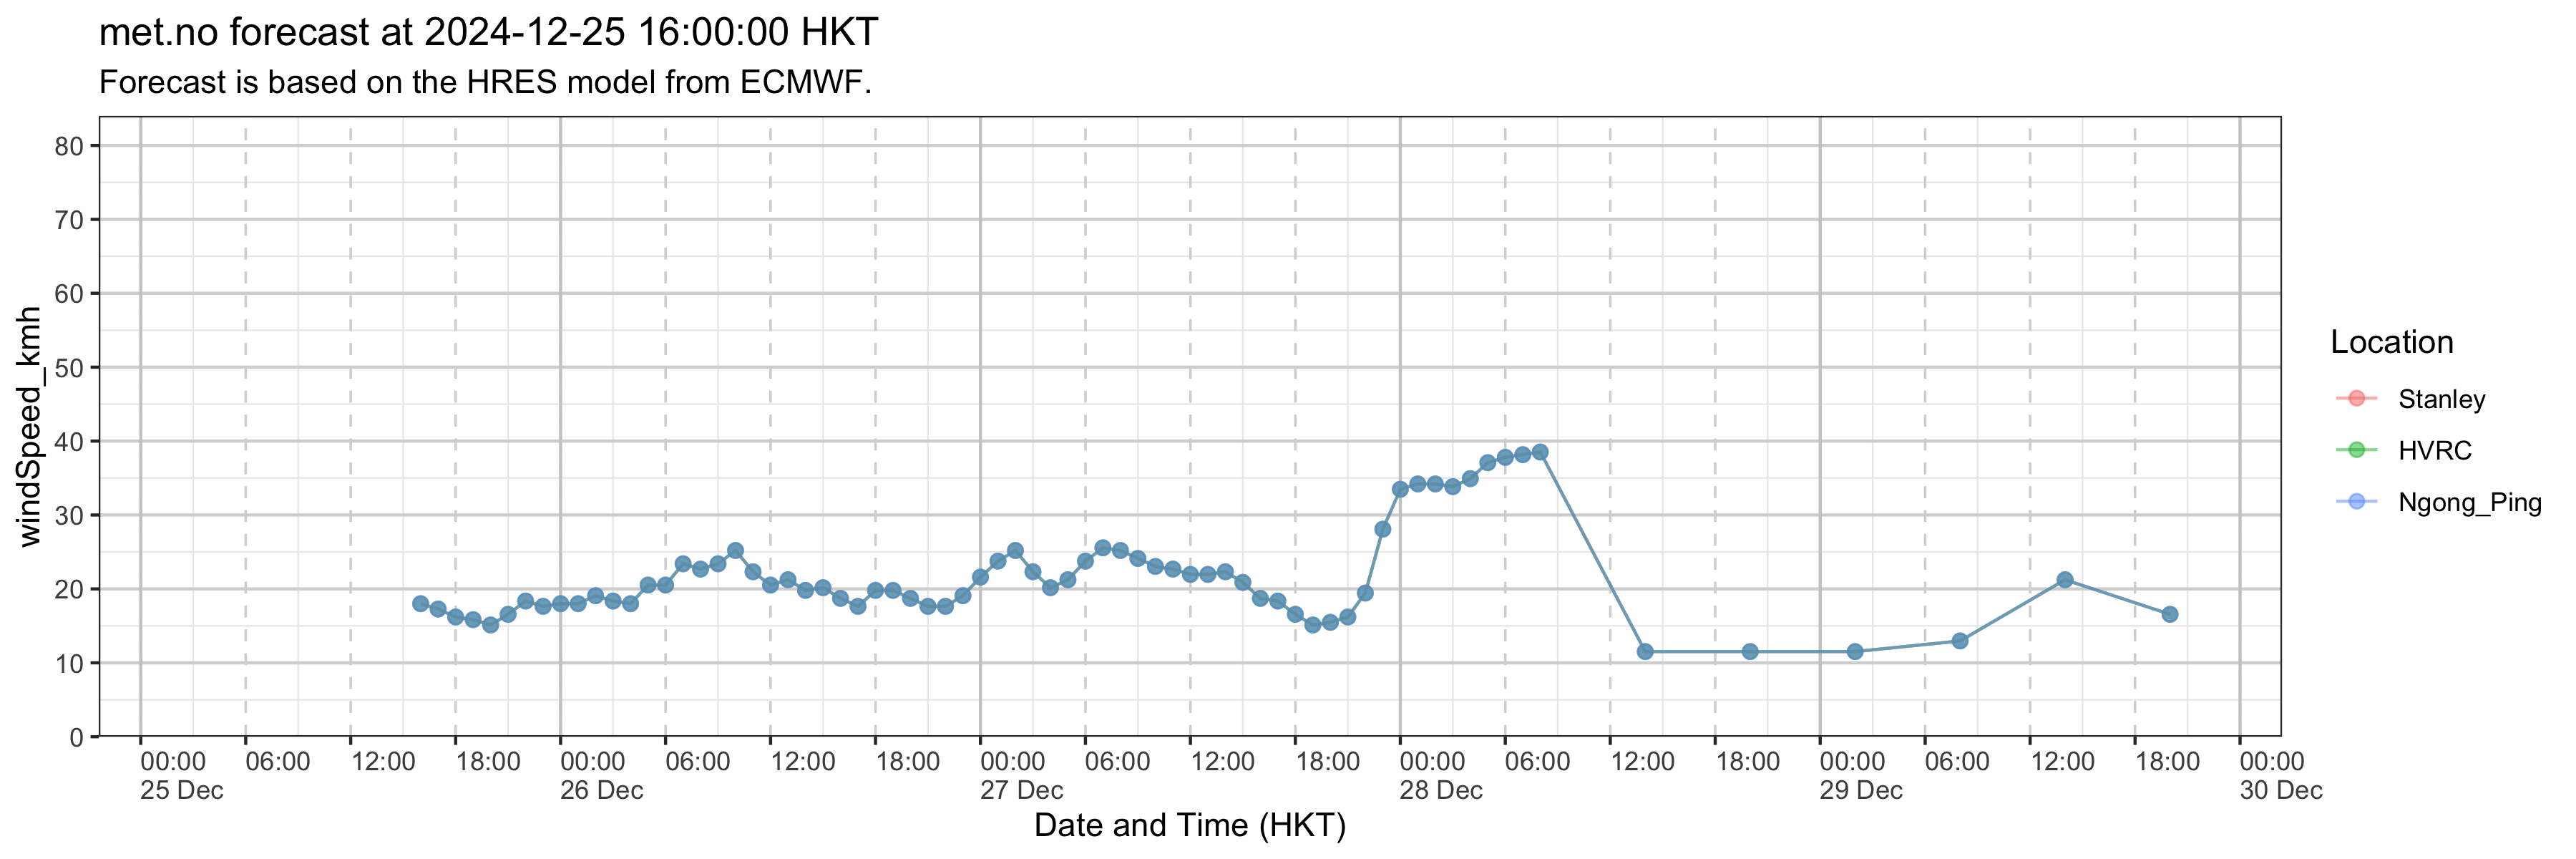 met.no forecast at 2024-12-25 16:00:00 HKT
Forecast is based on the HRES model from ECMWF.
windSpeed_kmh
80
70
60
50
40
30
20
10
0
00:00 06:00 12:00 18:00 00:00 06:00 12:00 18:00 00:00 06:00 12:00 18:00 00:00 06:00 12:00 18:00 00:00 06:00 12:00 18:00 00:00
25 Dec 26 Dec 27 Dec 28 Dec 29 Dec 30 Dec
Date and Time (HKT)
Location
Stanley
HVRC
Ngong_Ping